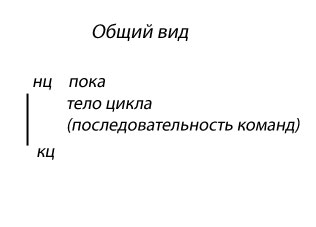 Общий вид
нц пока
тело цикла
(последовательность команд)
кц